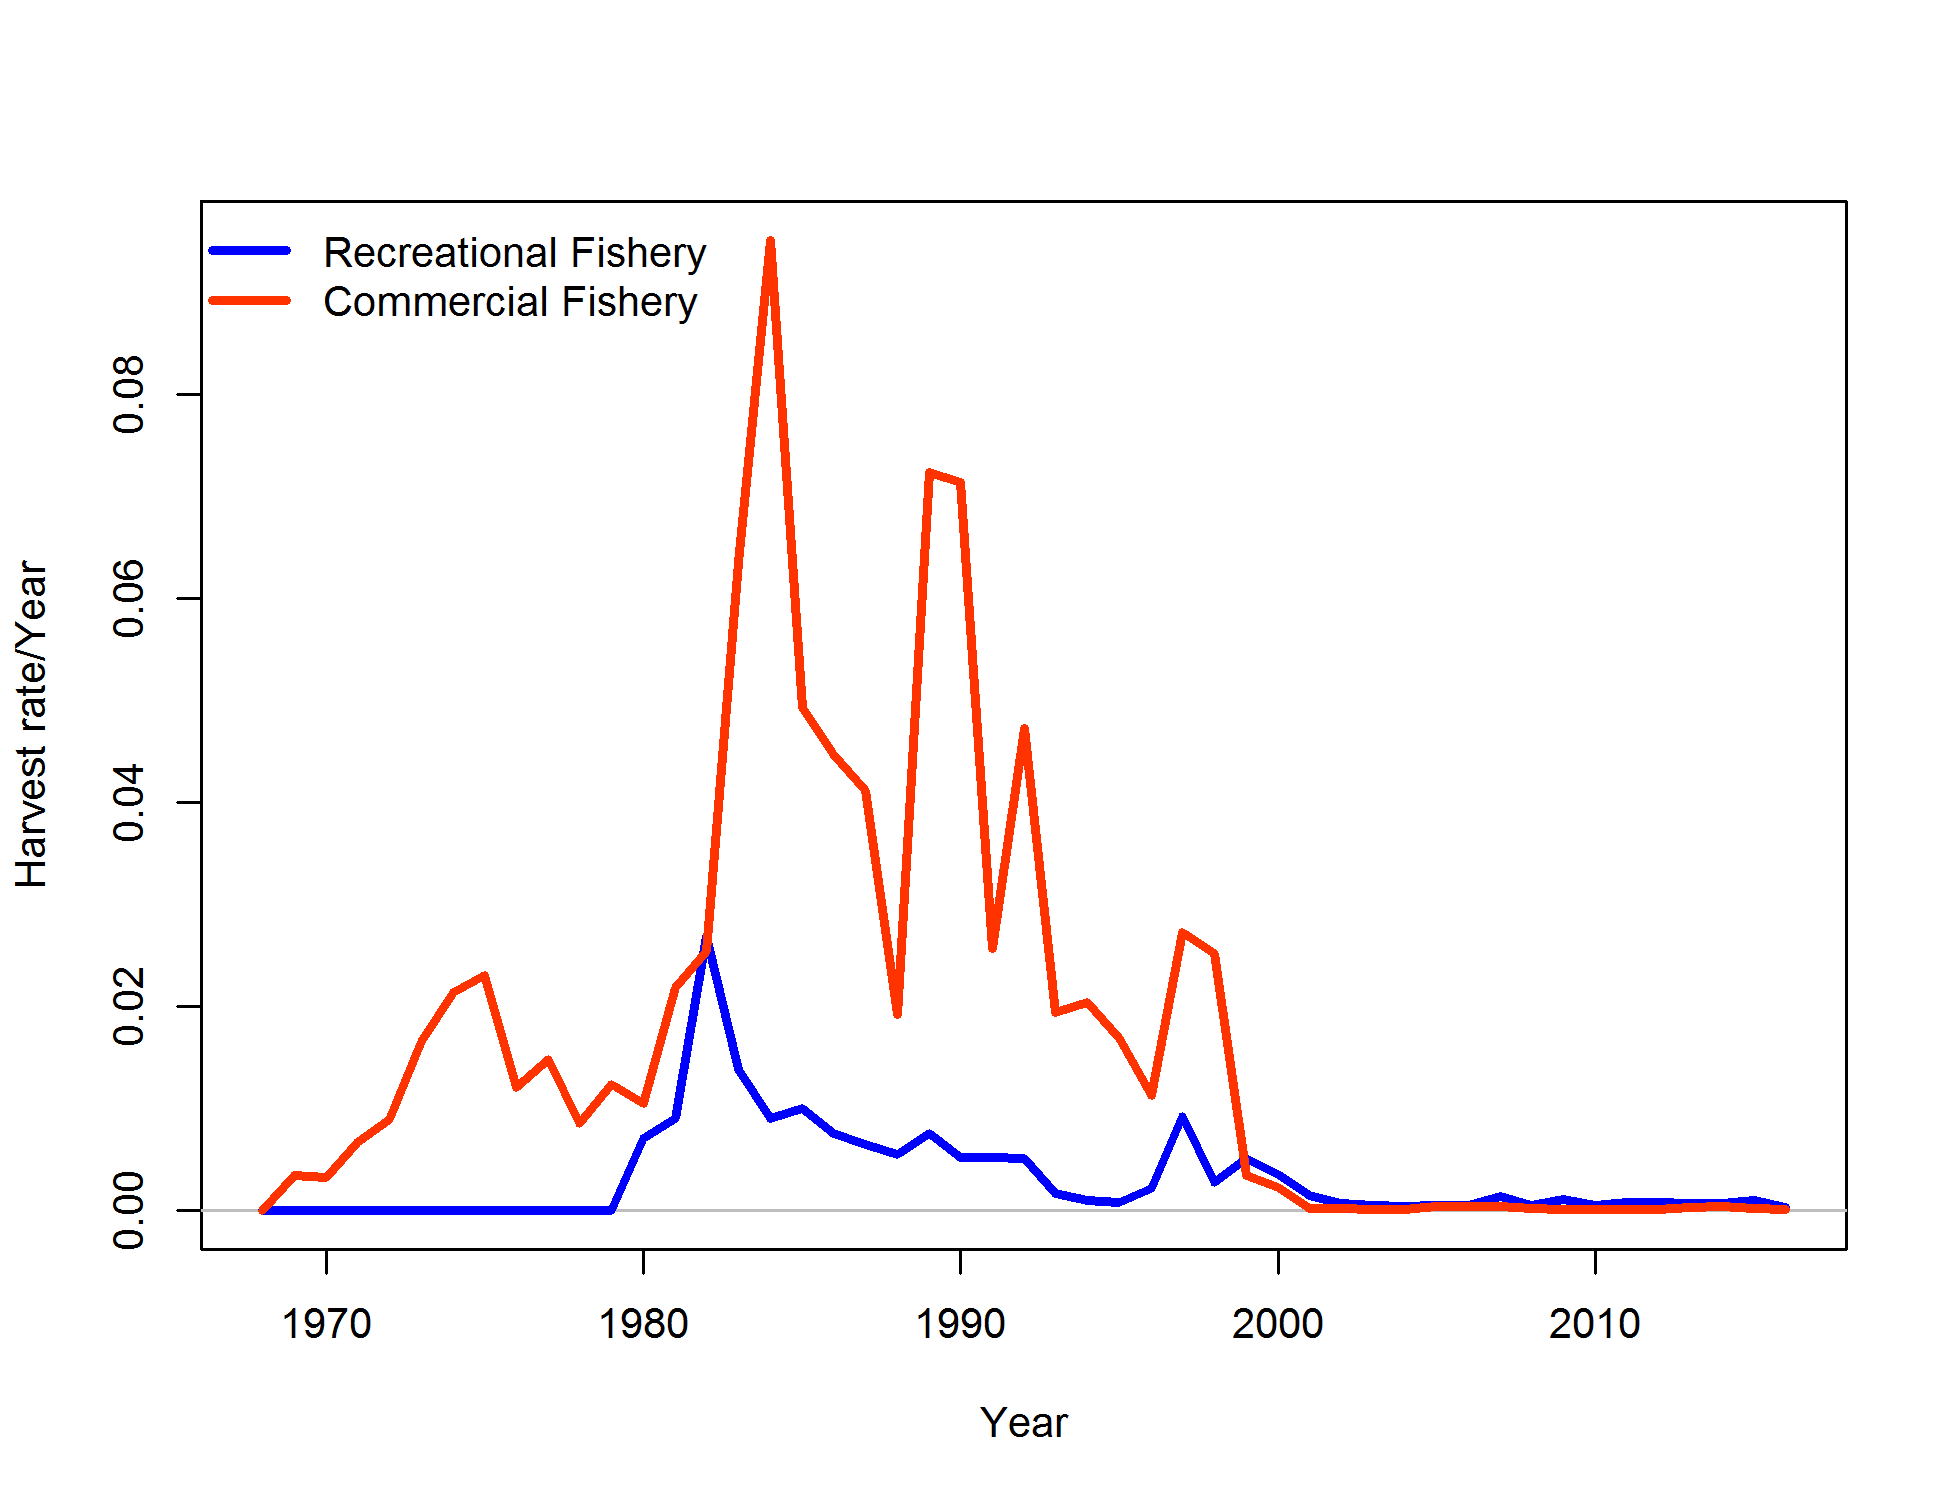 Recreational Fishery
Commercial Fishery
Harvest rate/Year
0.08
0.06
0.04
0.02
0.00
1970 1980 1990 2000 2010
Year